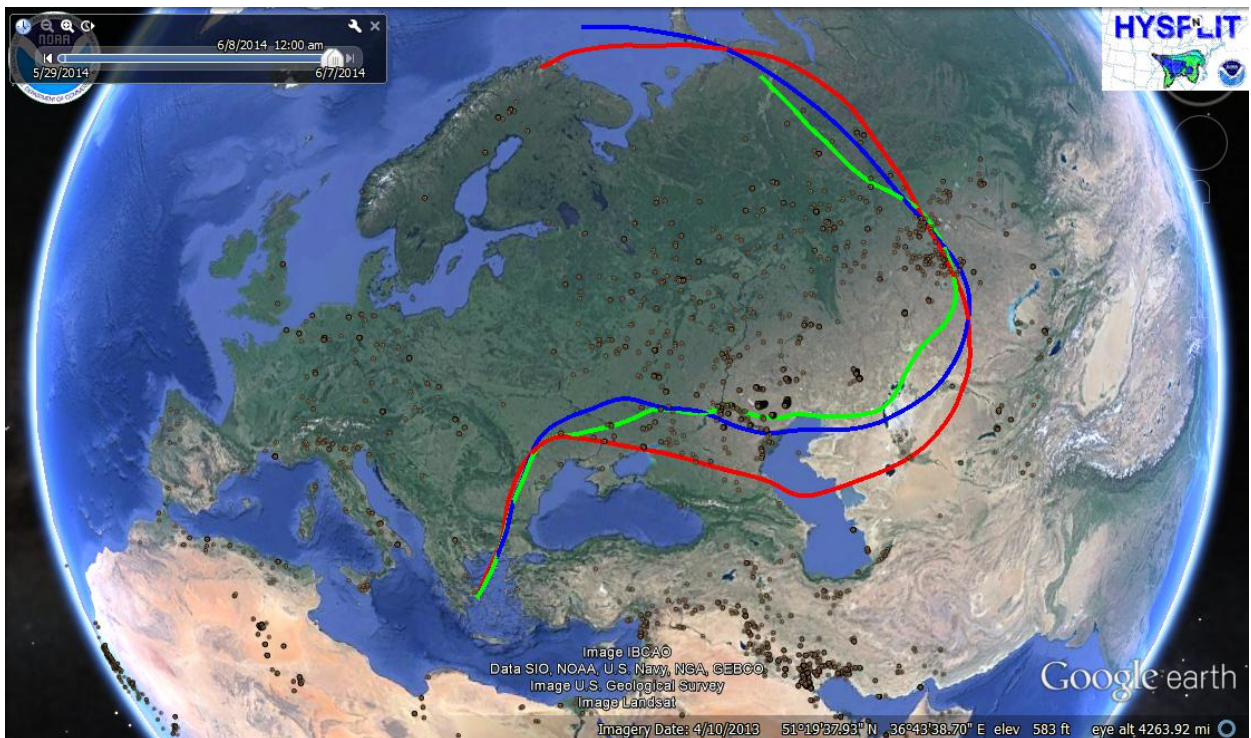 6/8/2014 12:00 am
5/29/2014
6/7/2014
NOAA
HYSPLIT
Image IBCAO
Data SIO, NOAA, U.S. Navy, NGA, GEBCO
Image U.S. Geological Survey
Image Landsat
Google earth
Imagery Date: 4/10/2013 51°19'37.93" N 36°43'38.70" E elev 583 ft eye alt 4263.92 mi